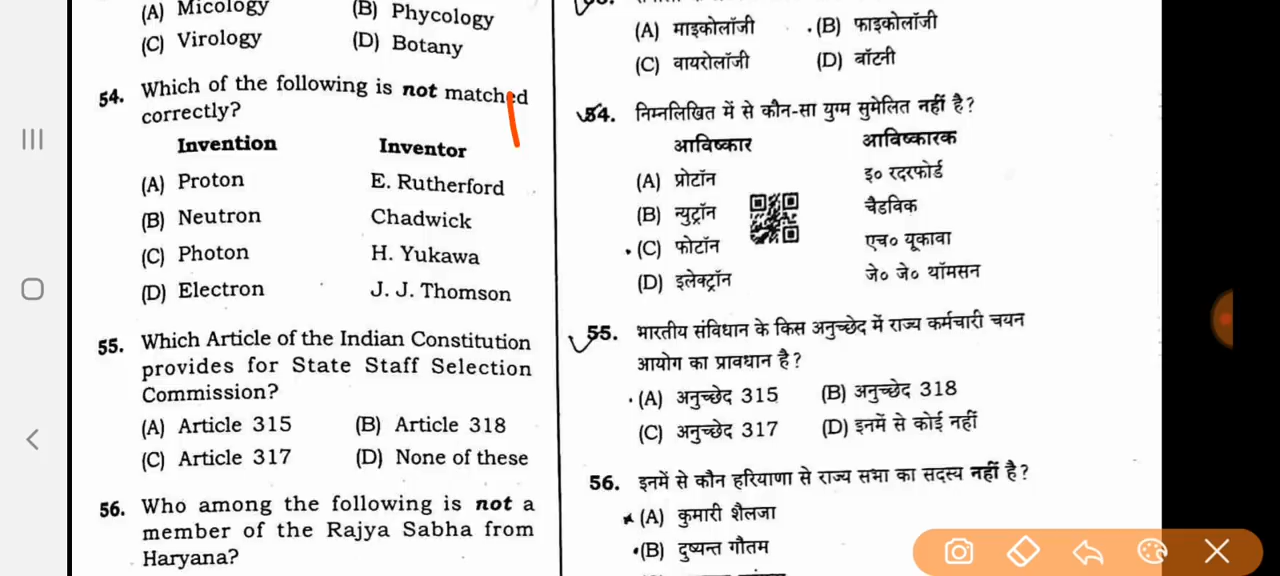 (A) Micology (B) Phycology
(C) Virology (D) Botany
54. Which of the following is not matched
correctly?
Invention Inventor
(A) Proton E. Rutherford
(B) Neutron Chadwick
(C) Photon H. Yukawa
(D) Electron J. J. Thomson
55. Which Article of the Indian Constitution
provides for State Staff Selection
Commission?
(A) Article 315 (B) Article 318
(C) Article 317 (D) None of these
56. Who among the following is not a
member of the Rajya Sabha from
Haryana?
(A) माइकोलॉजी (B) फाइकोलॉजी
(C) वायरोलॉजी (D) बॉटनी
54. निम्नलिखित में से कौन-सा युग्म सुमेलित नहीं है?
आविष्कार आविष्कारक
(A) प्रोटॉन इ० रदरफोर्ड
(B) न्युट्रॉन चैडविक
(C) फोटॉन एच० यूकावा
(D) इलेक्ट्रॉन जे० जे० थॉमसन
55. भारतीय संविधान के किस अनुच्छेद में राज्य कर्मचारी चयन
आयोग का प्रावधान है?
(A) अनुच्छेद 315 (B) अनुच्छेद 318
(C) अनुच्छेद 317 (D) इनमें से कोई नहीं
56. इनमें से कौन हरियाणा से राज्य सभा का सदस्य नहीं है?
(A) कुमारी शैलजा
(B) दुष्यन्त गौतम